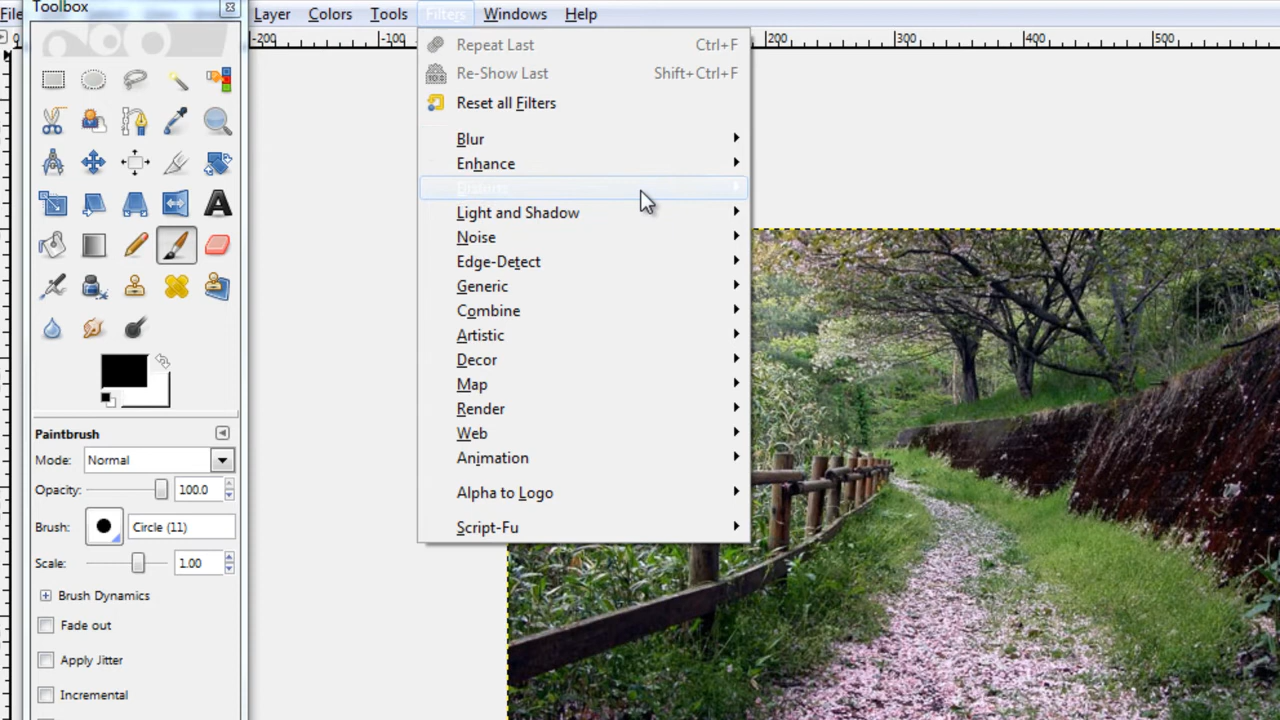 Toolbox
File
Layer Colors Tools Filters Windows Help
-200 -100 200 300 400 500
Repeat Last Ctrl+F
Re-Show Last Shift+Ctrl+F
Reset all Filters
Blur
Enhance
Distorts
Light and Shadow
Noise
Edge-Detect
Generic
Combine
Artistic
Decor
Map
Render
Web
Animation
Alpha to Logo
Script-Fu
Paintbrush
Mode: Normal
Opacity: 100.0
Brush: Circle (11)
Scale: 1.00
Brush Dynamics
Fade out
Apply Jitter
Incremental